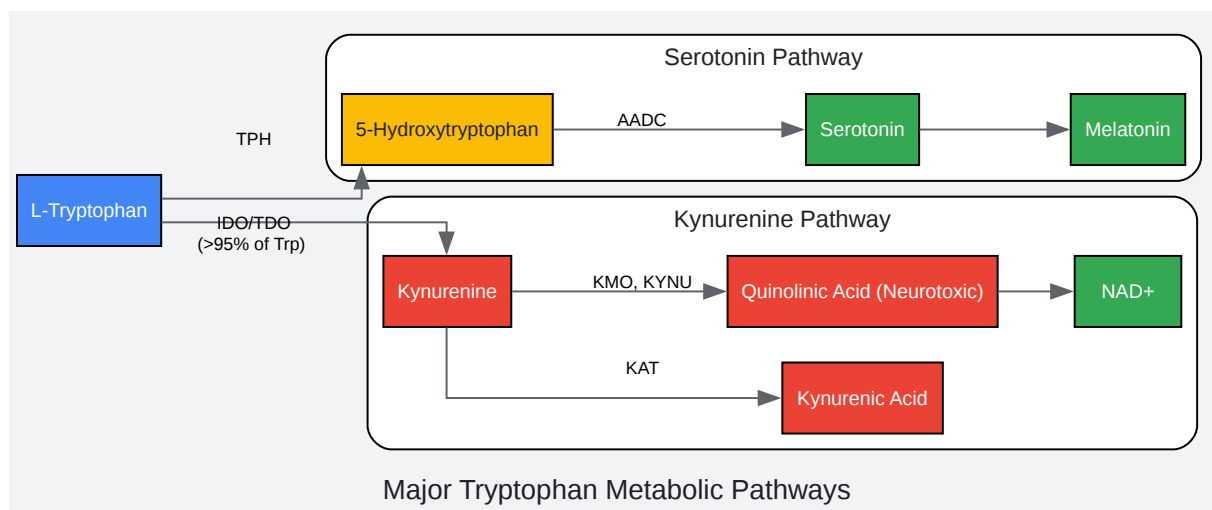 Serotonin Pathway
TPH
5-Hydroxytryptophan
AADC
Serotonin
Melatonin
L-Tryptophan
IDO/TDO
(>95% of Trp)
Kynurenine Pathway
Kynurenine
KMO, KYNU
Quinolinic Acid (Neurotoxic)
NAD+
KAT
Kynurenic Acid
Major Tryptophan Metabolic Pathways